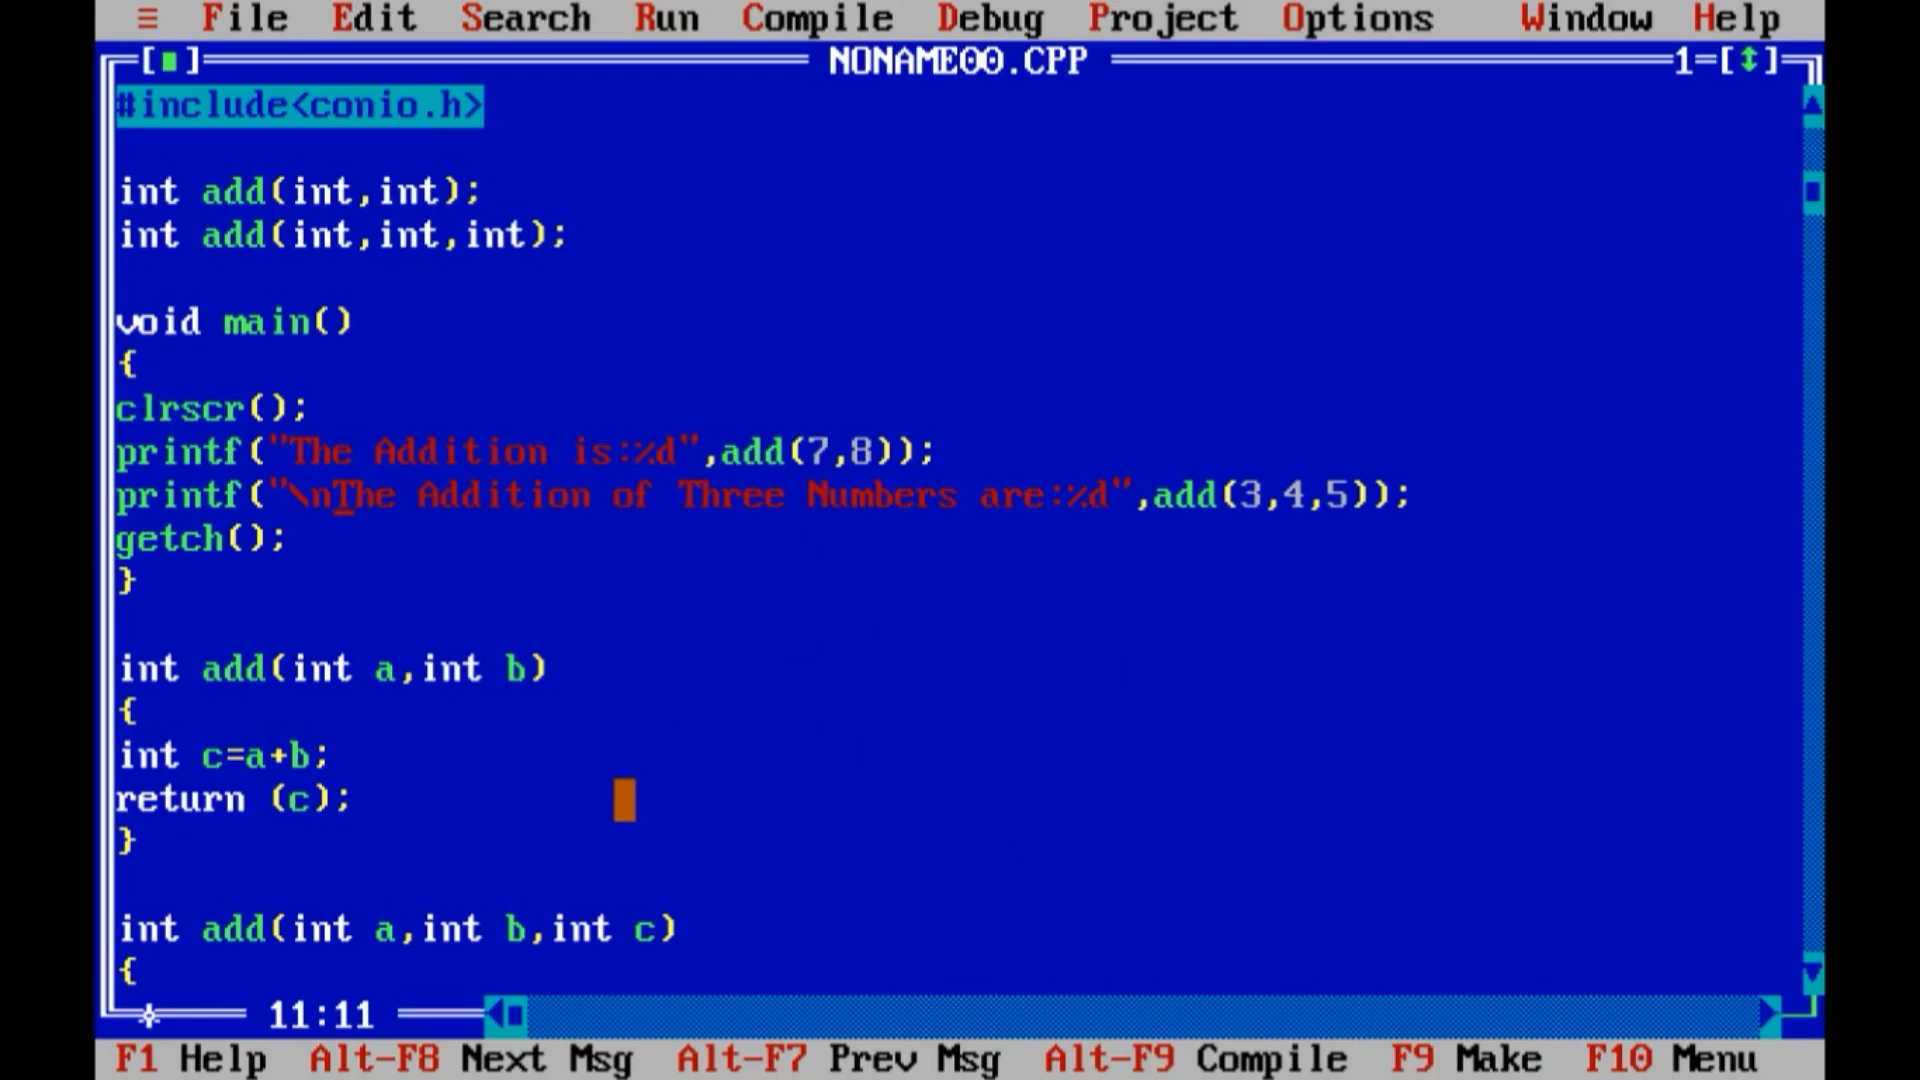 ≡ File Edit Search Run Compile Debug Project Options Window Help
[■] NONAME00.CPP 1=[↕]
#include<conio.h>
int add(int,int);
int add(int,int,int);
void main()
{
clrscr();
printf("The Addition is:%d",add(7,8));
printf("\nThe Addition of Three Numbers are:%d",add(3,4,5));
getch();
}
int add(int a,int b)
{
int c=a+b;
return (c);
}
int add(int a,int b,int c)
{
11:11
F1 Help Alt-F8 Next Msg Alt-F7 Prev Msg Alt-F9 Compile F9 Make F10 Menu